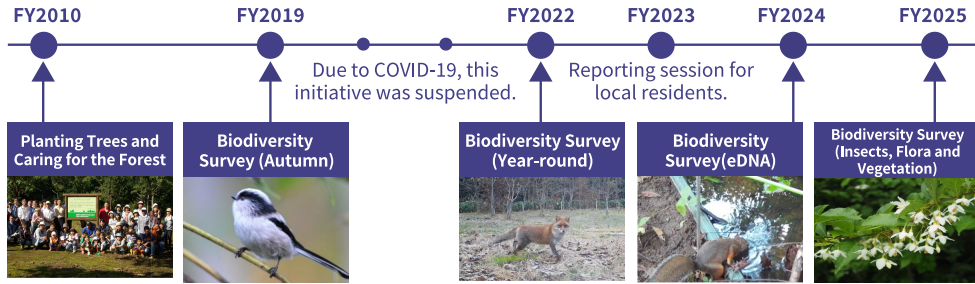 FY2010
FY2019
FY2022
FY2023
FY2024
FY2025
Due to COVID-19, this
initiative was suspended.
Reporting session for
local residents.
Planting Trees and
Caring for the Forest
Biodiversity
Survey (Autumn)
Biodiversity Survey
(Year-round)
Biodiversity
Survey(eDNA)
Biodiversity Survey
(Insects, Flora and
Vegetation)